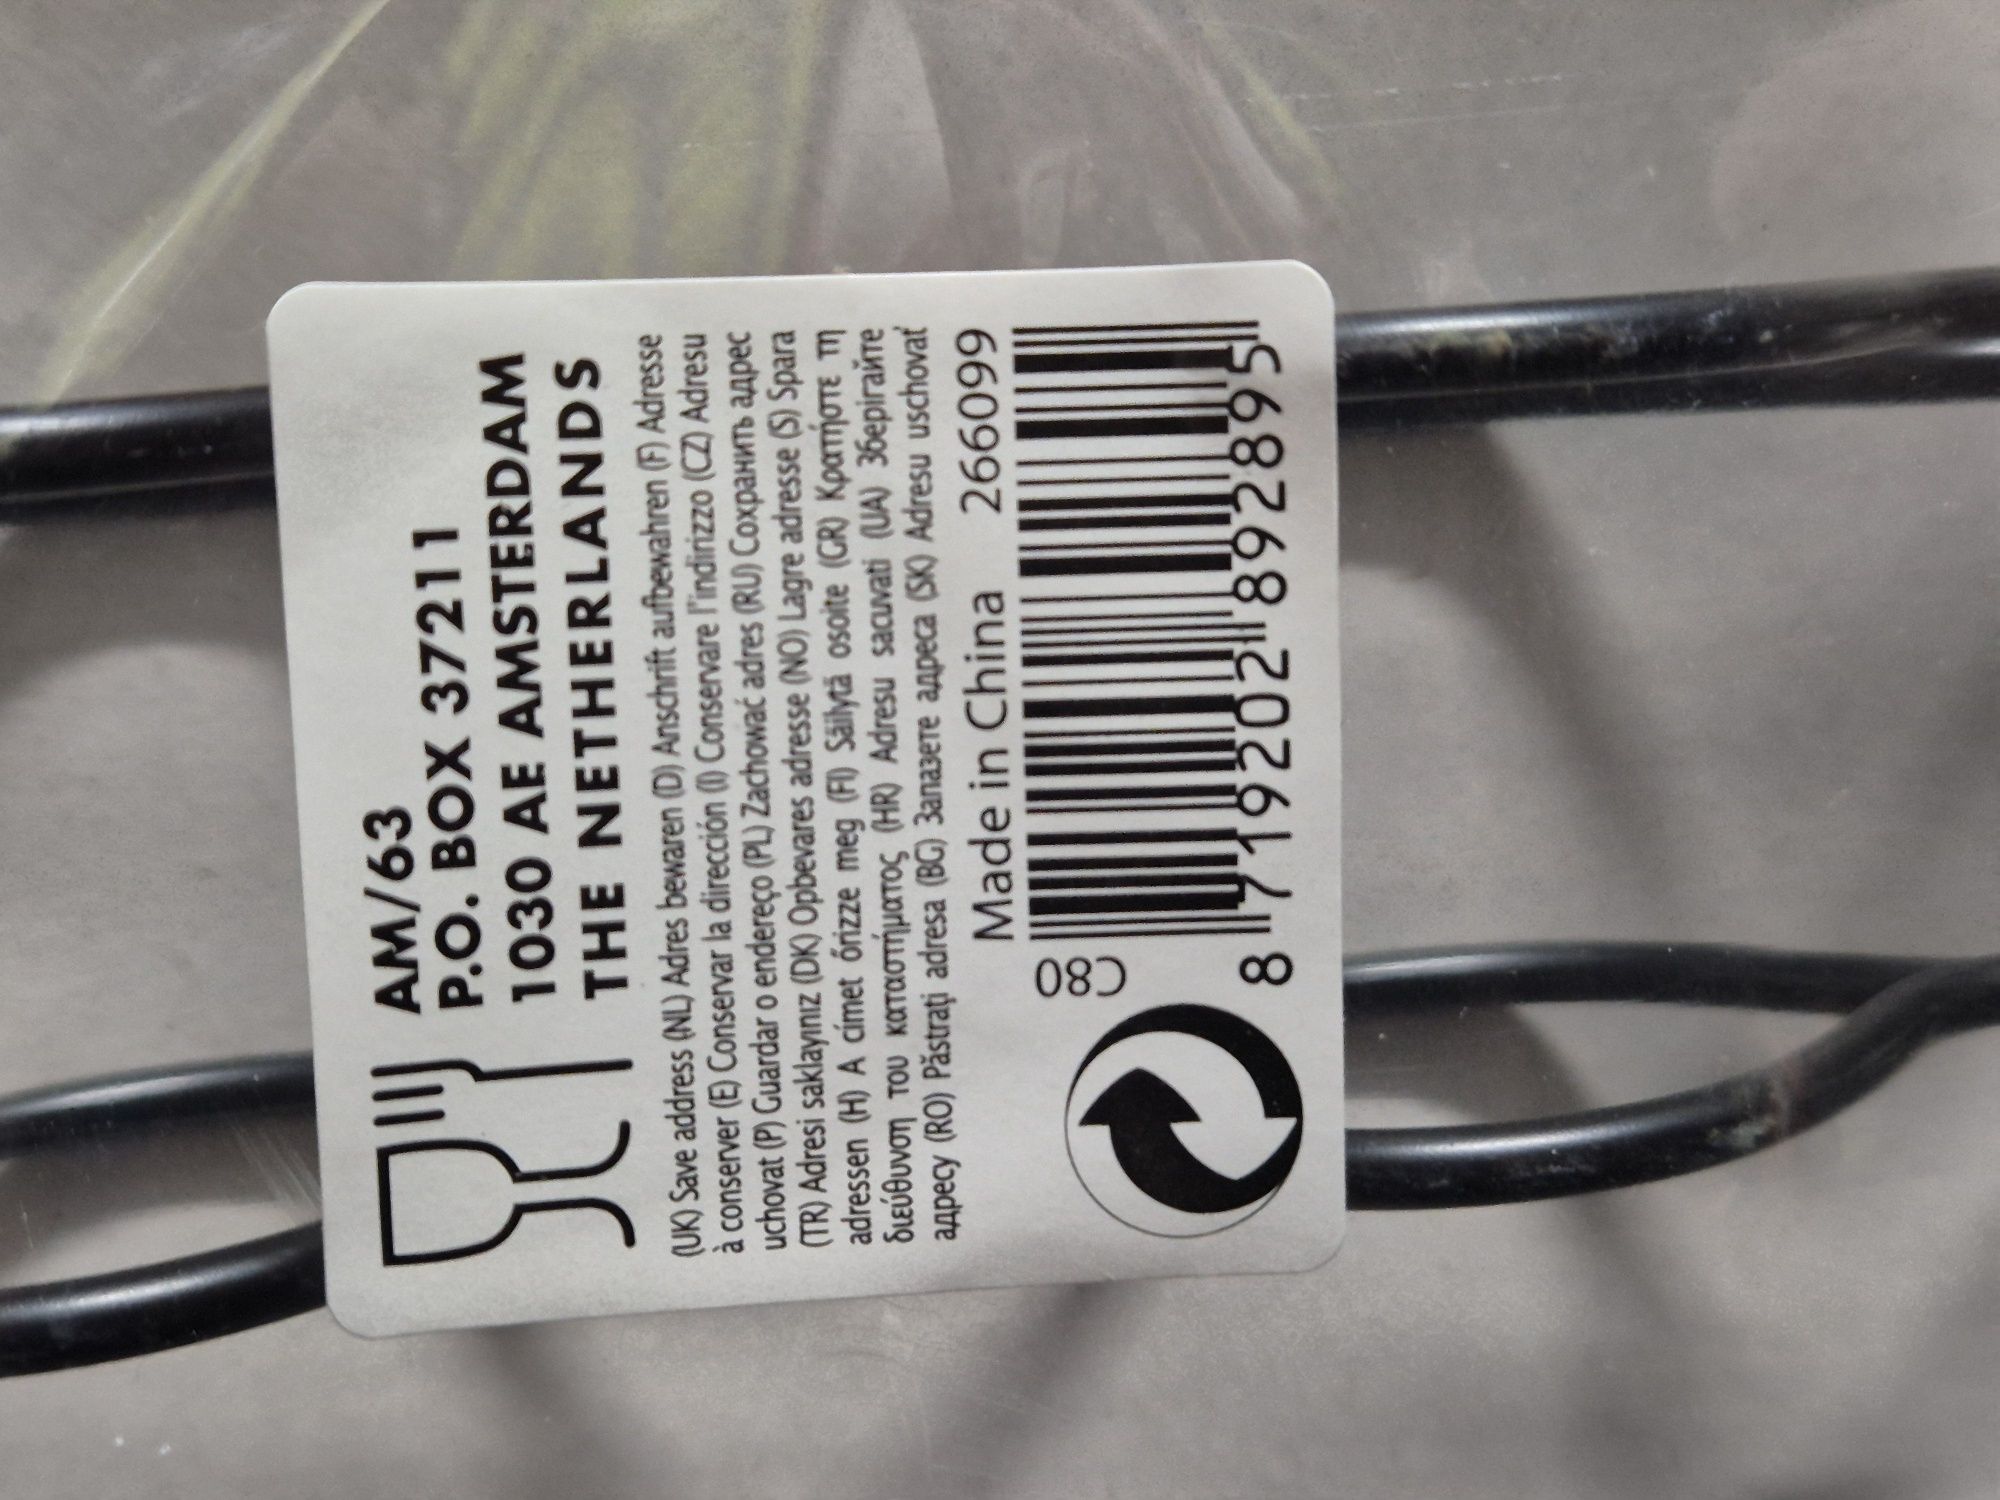 AM/63
P.O. BOX 37211
1030 AE AMSTERDAM
THE NETHERLANDS
(UK) Save address (NL) Adres bewaren (D) Anschrift aufbewahren (F) Adresse
à conserver (E) Conservar la dirección (I) Conservare l'indirizzo (CZ) Adresu
uchovat (P) Guardar o endereço (PL) Zachować adres (RU) Сохранить адрес
(TR) Adresi saklayınız (DK) Opbevares adresse (NO) Lagre adresse (S) Spara
adressen (H) A címet őrizze meg (FI) Säilytä osoite (GR) Κρατήστε τη
διεύθυνση του καταστήματος (HR) Adresu sacuvati (UA) Зберігайте
адресу (RO) Păstrați adresa (BG) Запазете адреса (SK) Adresu uschovať
Made in China 266099
C80
8 719202 892895